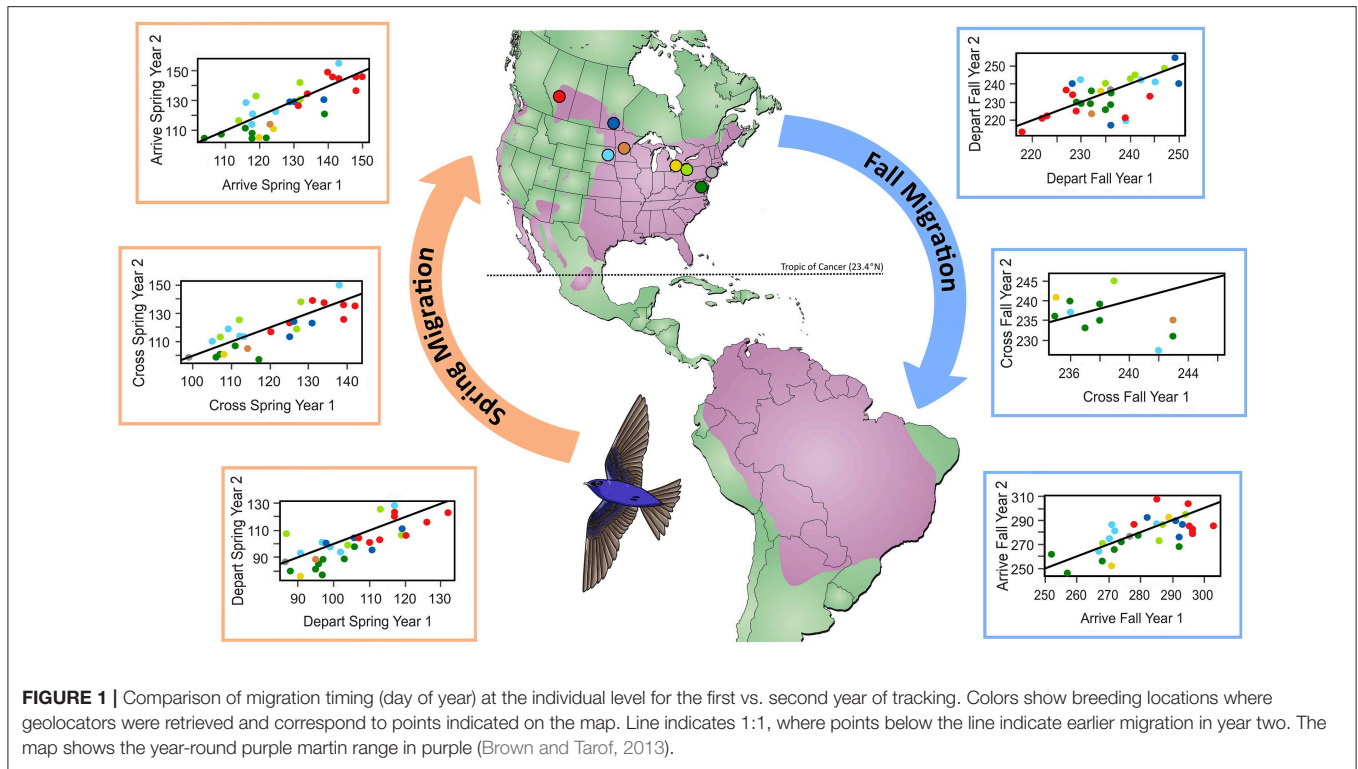 Arrive Spring Year 2
150
130
110
110 120 130 140 150
Arrive Spring Year 1
Cross Spring Year 2
150
130
110
100 110 120 130 140
Cross Spring Year 1
Depart Spring Year 2
130
110
90
90 100 110 120 130
Depart Spring Year 1
Spring Migration
Fall Migration
Tropic of Cancer (23.4°N)
Depart Fall Year 2
250
240
230
220
220 230 240 250
Depart Fall Year 1
Cross Fall Year 2
245
240
235
230
236 240 244
Cross Fall Year 1
Arrive Fall Year 2
310
290
270
250
250 260 270 280 290 300
Arrive Fall Year 1
FIGURE 1 | Comparison of migration timing (day of year) at the individual level for the first vs. second year of tracking. Colors show breeding locations where
geolocators were retrieved and correspond to points indicated on the map. Line indicates 1:1, where points below the line indicate earlier migration in year two. The
map shows the year-round purple martin range in purple (Brown and Tarof, 2013).